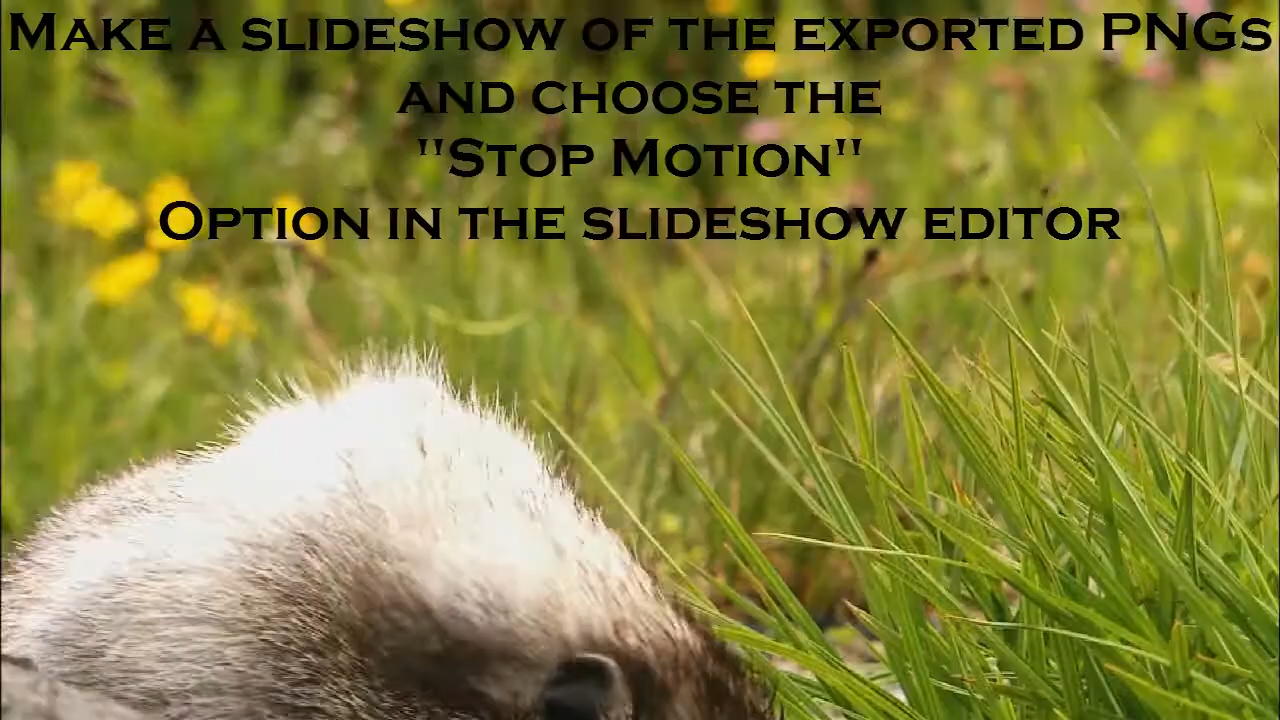 Make a slideshow of the exported PNGs
and choose the
"Stop Motion"
Option in the slideshow editor